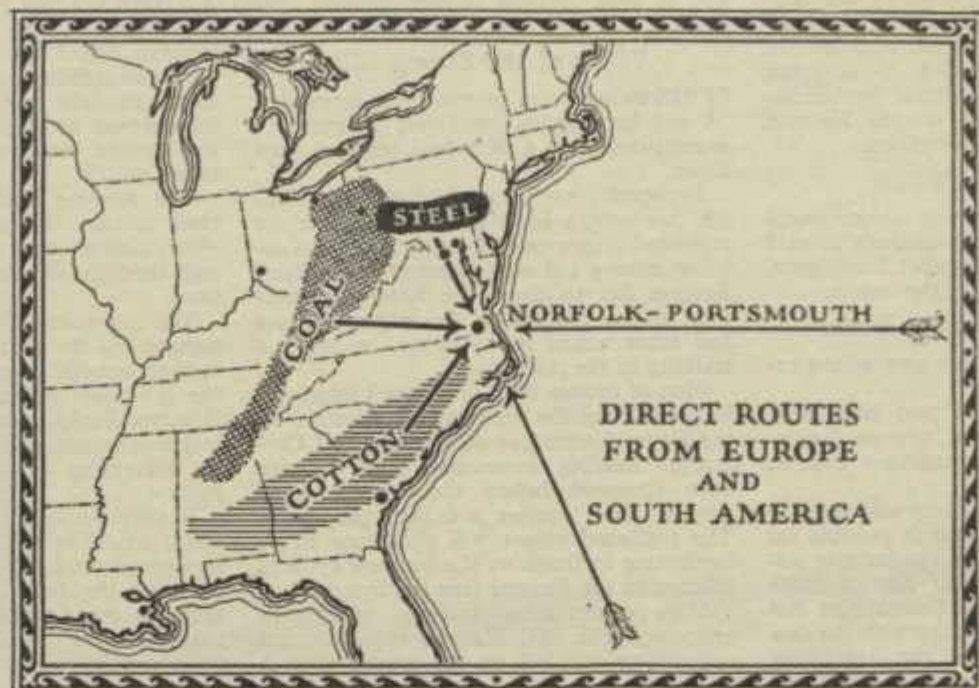 STEEL
COAL
NORFOLK-PORTSMOUTH
COTTON
DIRECT ROUTES
FROM EUROPE
AND
SOUTH AMERICA